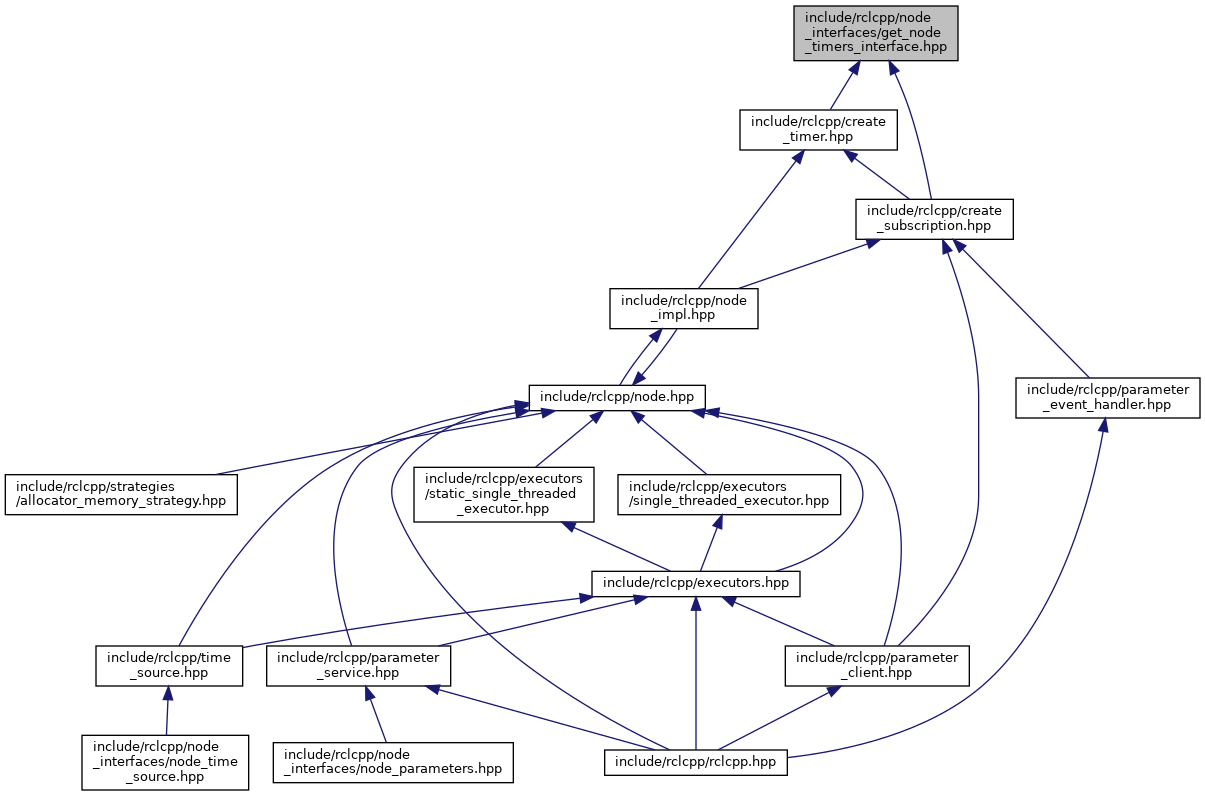 include/rclcpp/node
_interfaces/get_node
_timers_interface.hpp
include/rclcpp/create
_timer.hpp
include/rclcpp/create
_subscription.hpp
include/rclcpp/node
_impl.hpp
include/rclcpp/node.hpp
include/rclcpp/parameter
_event_handler.hpp
include/rclcpp/strategies
/allocator_memory_strategy.hpp
include/rclcpp/executors
/static_single_threaded
_executor.hpp
include/rclcpp/executors
/single_threaded_executor.hpp
include/rclcpp/executors.hpp
include/rclcpp/time
_source.hpp
include/rclcpp/parameter
_service.hpp
include/rclcpp/parameter
_client.hpp
include/rclcpp/node
_interfaces/node_time
_source.hpp
include/rclcpp/node
_interfaces/node_parameters.hpp
include/rclcpp/rclcpp.hpp